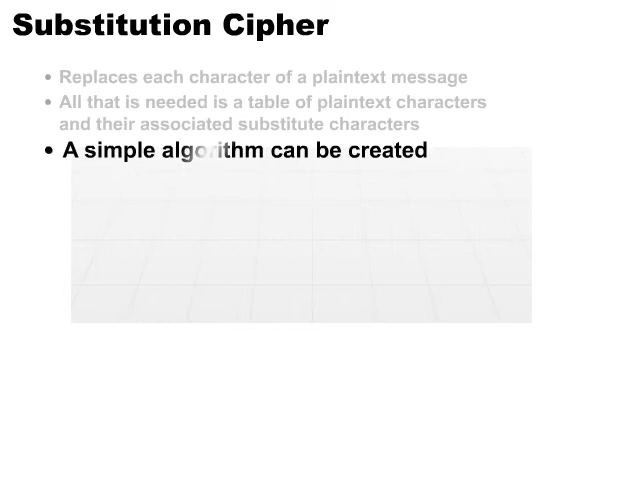 Substitution Cipher
• Replaces each character of a plaintext message
• All that is needed is a table of plaintext characters
and their associated substitute characters
• A simple algorithm can be created